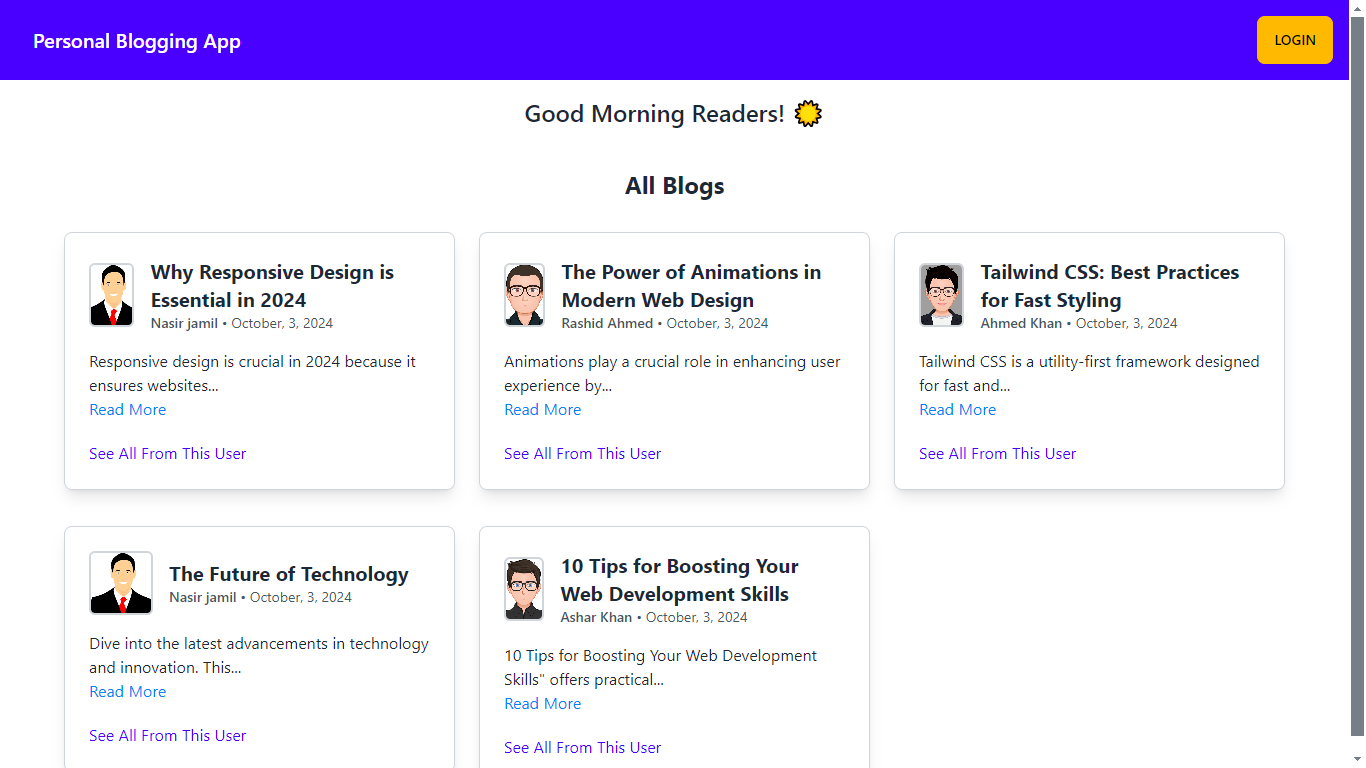 Personal Blogging App
LOGIN
Good Morning Readers!
All Blogs
Why Responsive Design is
Essential in 2024
Nasir jamil • October, 3, 2024
Responsive design is crucial in 2024 because it
ensures websites...
Read More
See All From This User
The Power of Animations in
Modern Web Design
Rashid Ahmed • October, 3, 2024
Animations play a crucial role in enhancing user
experience by...
Read More
See All From This User
Tailwind CSS: Best Practices
for Fast Styling
Ahmed Khan • October, 3, 2024
Tailwind CSS is a utility-first framework designed
for fast and...
Read More
See All From This User
The Future of Technology
Nasir jamil • October, 3, 2024
Dive into the latest advancements in technology
and innovation. This...
Read More
See All From This User
10 Tips for Boosting Your
Web Development Skills
Ashar Khan • October, 3, 2024
10 Tips for Boosting Your Web Development
Skills" offers practical...
Read More
See All From This User